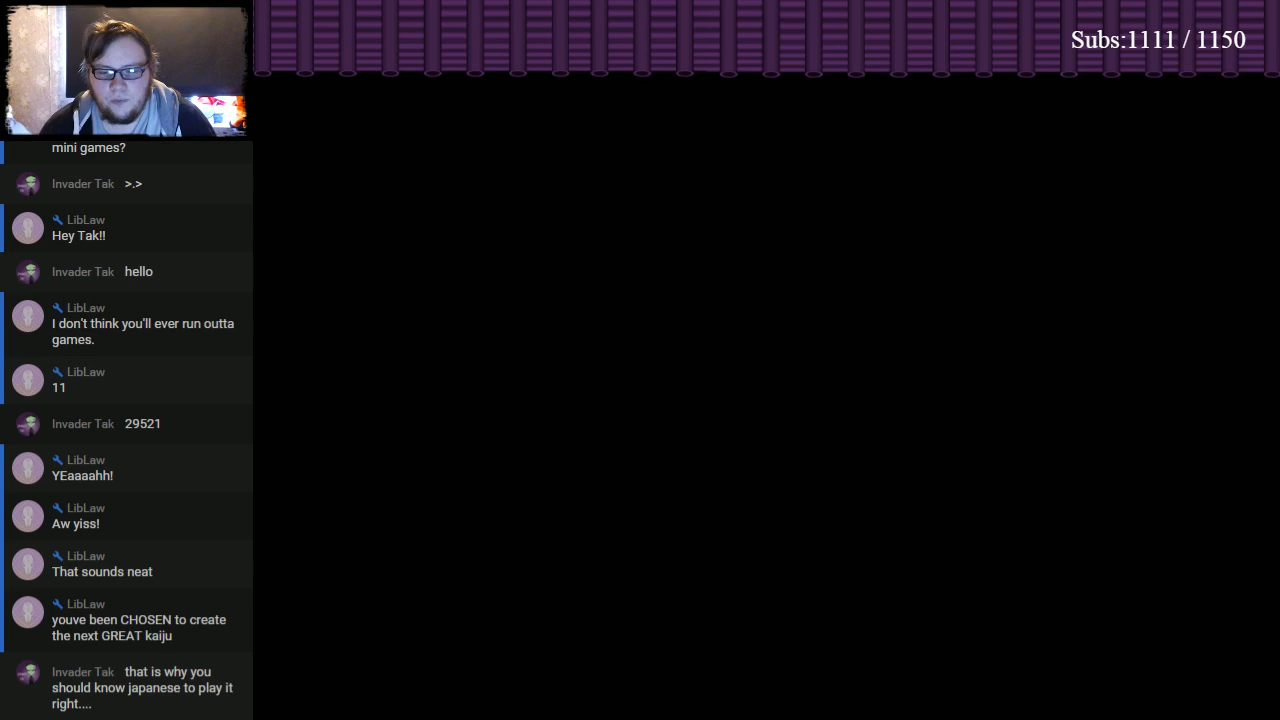 Subs:1111 / 1150
mini games?
Invader Tak >.>
LibLaw
Hey Tak!!
Invader Tak hello
LibLaw
I don't think you'll ever run outta
games.
LibLaw
11
Invader Tak 29521
LibLaw
YEaaaahh!
LibLaw
Aw yiss!
LibLaw
That sounds neat
LibLaw
youve been CHOSEN to create
the next GREAT kaiju
Invader Tak that is why you
should know japanese to play it
right....